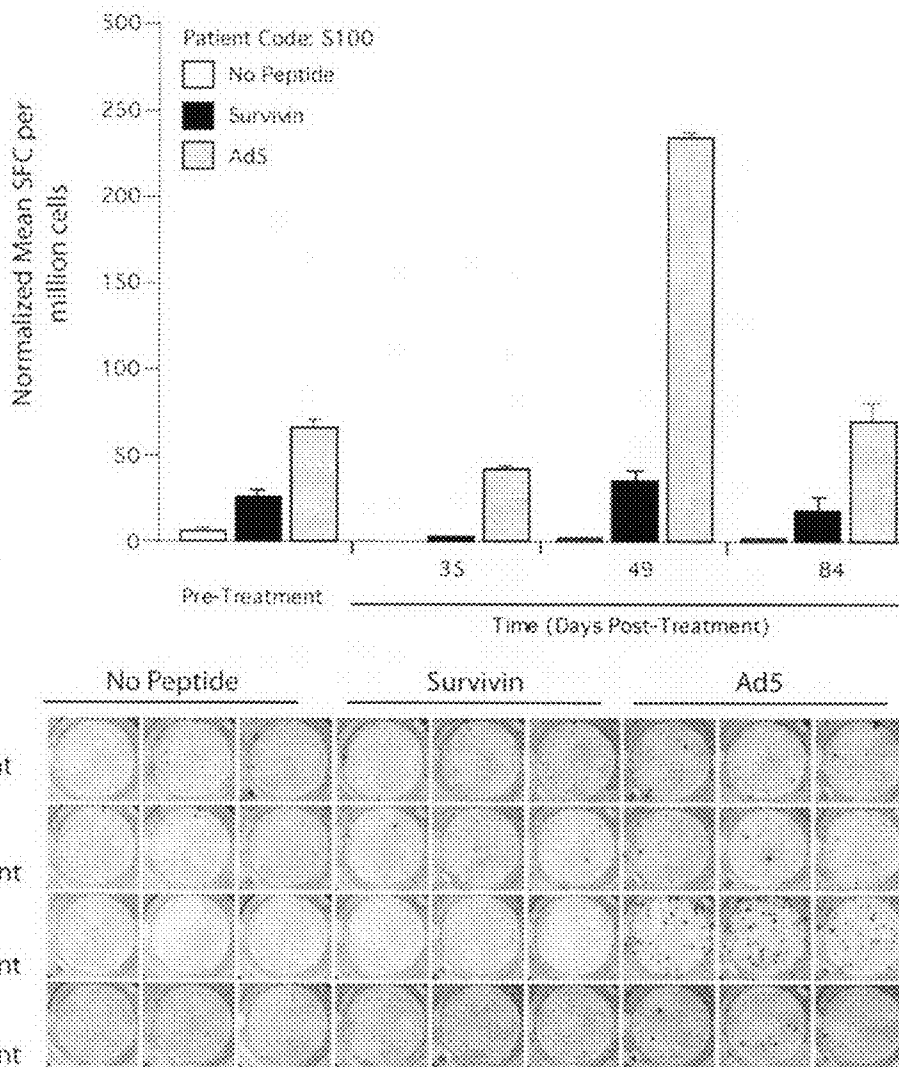 500
Patient Code: S100
No Peptide
Survivin
Ad5
250
200
150
100
50
0
Normalized Mean SFC per
million cells
35
49
84
Pre-Treatment
Time (Days Post-Treatment)
No Peptide
Survivin
Ad5
nt
nt
nt
nt